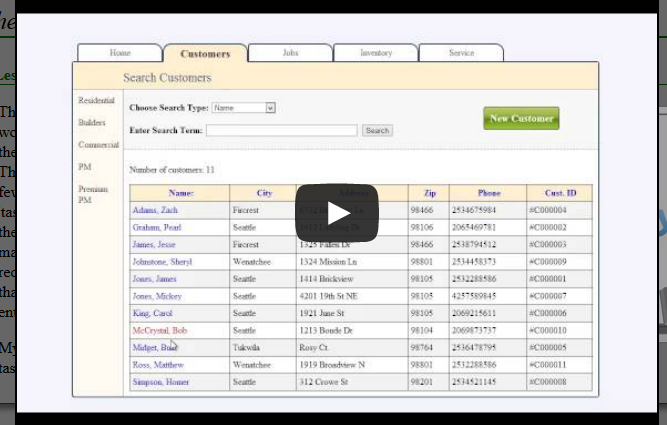 he
Home
Customers
Jobs
Inventory
Service
Les
Search Customers
Residential
Builders
Commercial
PM
Premium
PM
Choose Search Type: Name
New Customer
Enter Search Term: Search
Number of customers: 11
Name: City Zip Phone Cust. ID
Adams, Zach Fircrest 98466 2534675984 #C000004
Graham, Pearl Seattle 98106 2065469781 #C000002
James, Jesse Fircrest 1325 Fallen Dr 98466 2538794512 #C000003
Johnstone, Sheryl Wenatchee 1324 Mission Ln 98801 2534458373 #C000009
Jones, James Seattle 1414 Brickview 98105 2532288586 #C000001
Jones, Mickey Seattle 4201 19th St NE 98105 4257589845 #C000007
King, Carol Seattle 1921 June St 98105 2069215611 #C000006
McCrystal, Bob Seattle 1213 Boude Dr 98104 2069873737 #C000010
Midget, Tukwila Rosy Ct. 98764 2536478795 #C000005
Ross, Matthew Wenatchee 1919 Broadview N 98801 2532288586 #C000011
Simpson, Homer Seattle 312 Crowe St 98201 2534521145 #C000008